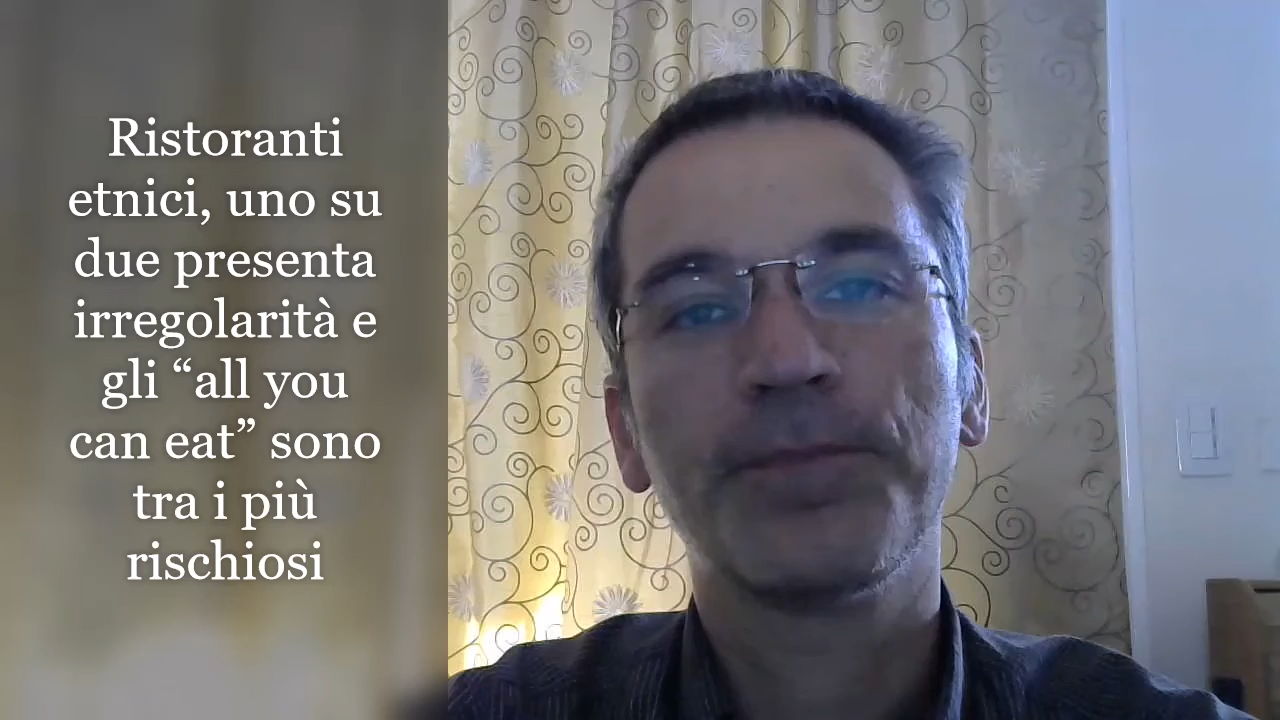 Ristoranti
etnici, uno su
due presenta
irregolarità e
gli “all you
can eat” sono
tra i più
rischiosi